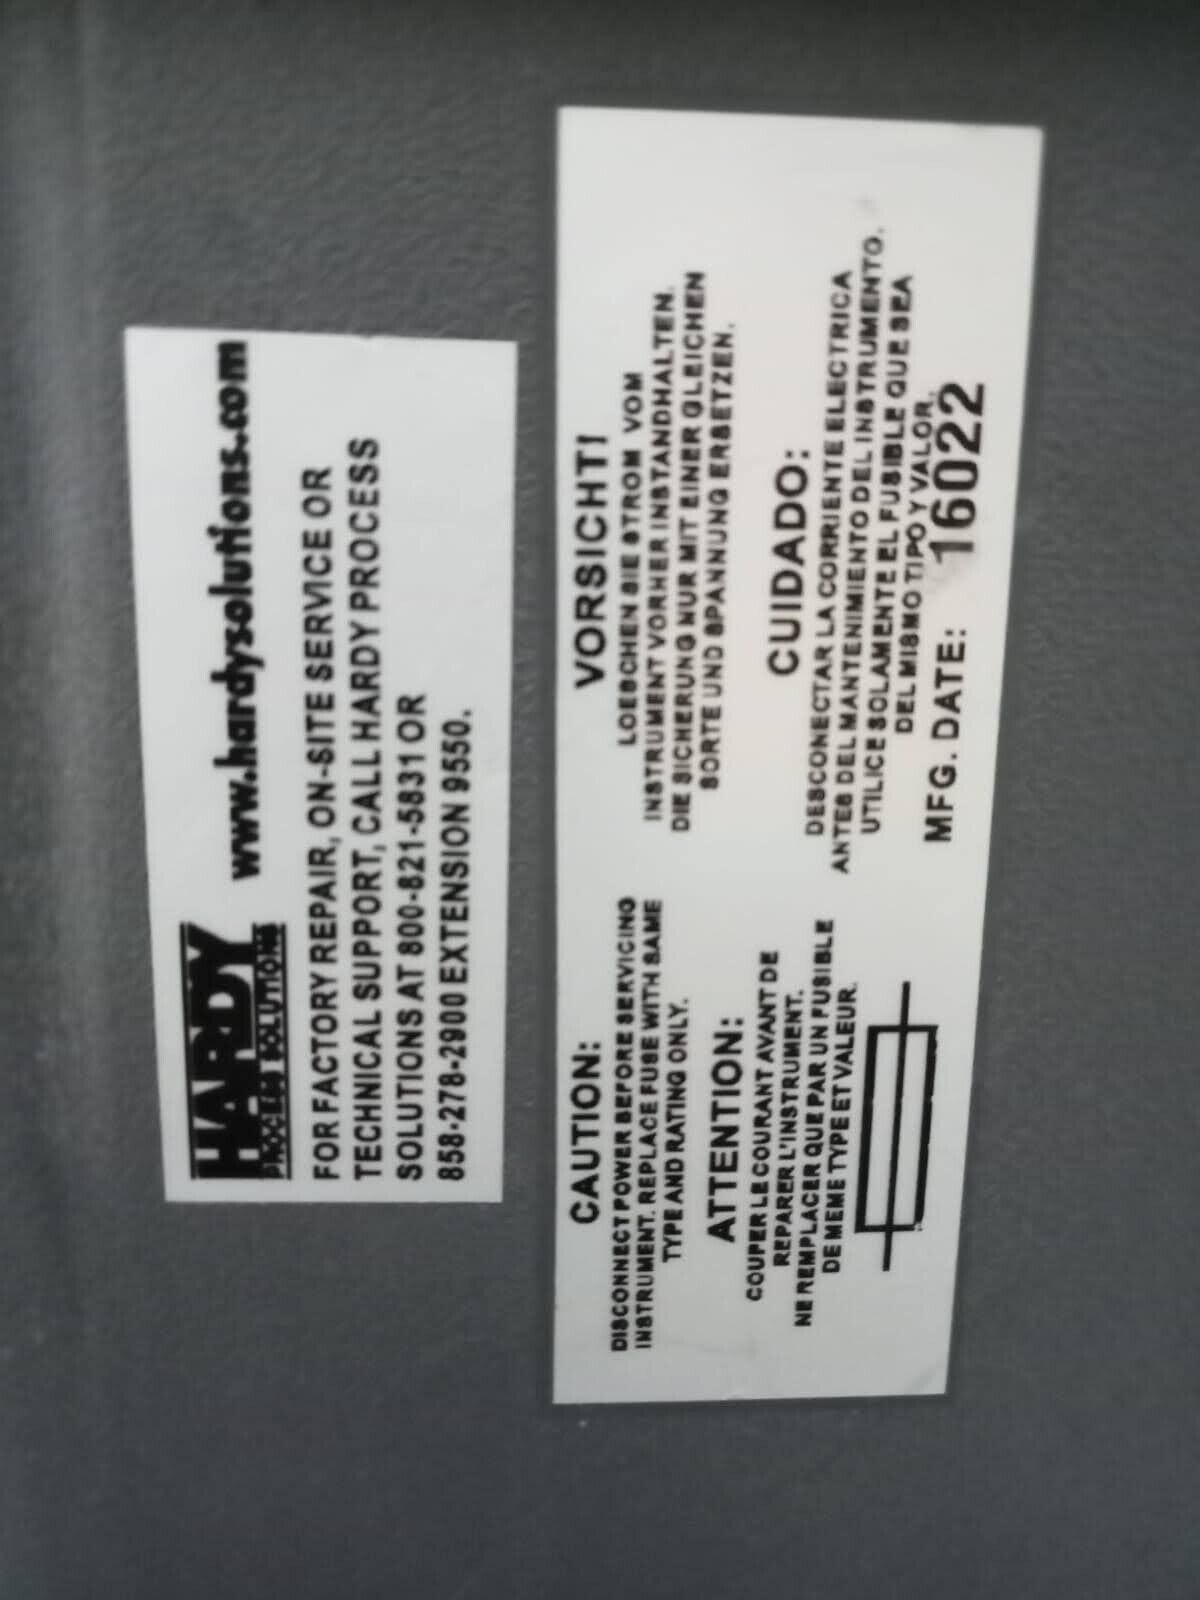 HARDY www.hardysolutions.com
PROCESS SOLUTIONS
FOR FACTORY REPAIR, ON-SITE SERVICE OR
TECHNICAL SUPPORT, CALL HARDY PROCESS
SOLUTIONS AT 800-821-5831 OR
858-278-2900 EXTENSION 9550.
CAUTION:
DISCONNECT POWER BEFORE SERVICING
INSTRUMENT. REPLACE FUSE WITH SAME
TYPE AND RATING ONLY.
ATTENTION:
COUPER LE COURANT AVANT DE
REPARER L'INSTRUMENT.
NE REMPLACER QUE PAR UN FUSIBLE
DE MEME TYPE ET VALEUR.
VORSICHT!
LOESCHEN SIE STROM VOM
INSTRUMENT VORHER INSTANDHALTEN.
DIE SICHERUNG NUR MIT EINER GLEICHEN
SORTE UND SPANNUNG ERSETZEN.
CUIDADO:
DESCONECTAR LA CORRIENTE ELECTRICA
ANTES DEL MANTENIMIENTO DEL INSTRUMENTO.
UTILICE SOLAMENTE EL FUSIBLE QUE SEA
DEL MISMO TIPO Y VALOR.
MFG. DATE: 16022